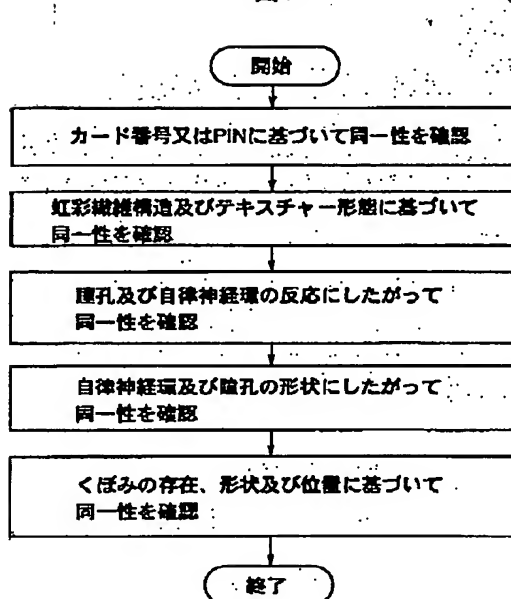 開始
カード番号又はPINに基づいて同一性を確認
虹彩繊維構造及びテキスチャー形態に基づいて
同一性を確認
瞳孔及び自律神経環の反応にしたがって
同一性を確認
自律神経環及び瞳孔の形状にしたがって
同一性を確認
くぼみの存在、形状及び位置に基づいて
同一性を確認
終了